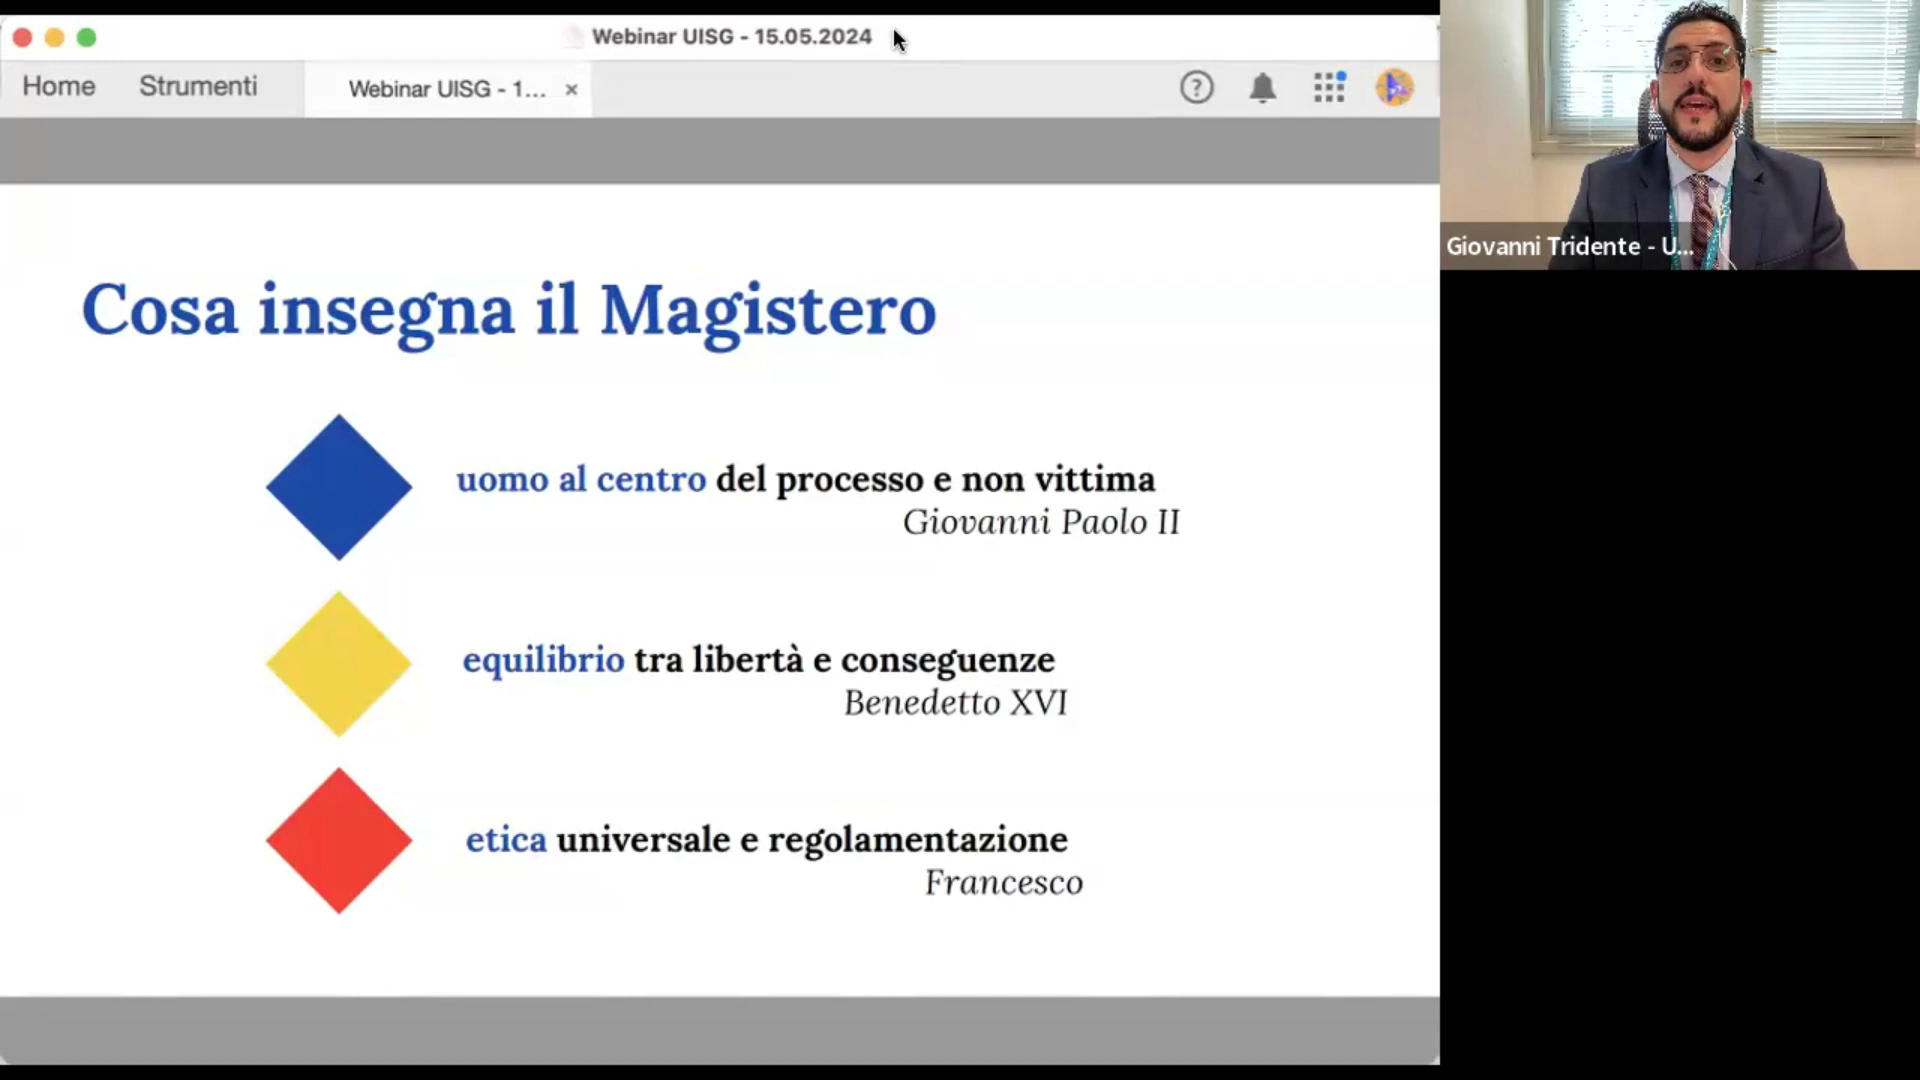 Webinar UISG - 15.05.2024
Home
Strumenti
Webinar UISG - 1...
Giovanni Tridente - U...
Cosa insegna il Magistero
uomo al centro del processo e non vittima
Giovanni Paolo II
equilibrio tra libertà e conseguenze
Benedetto XVI
etica universale e regolamentazione
Francesco